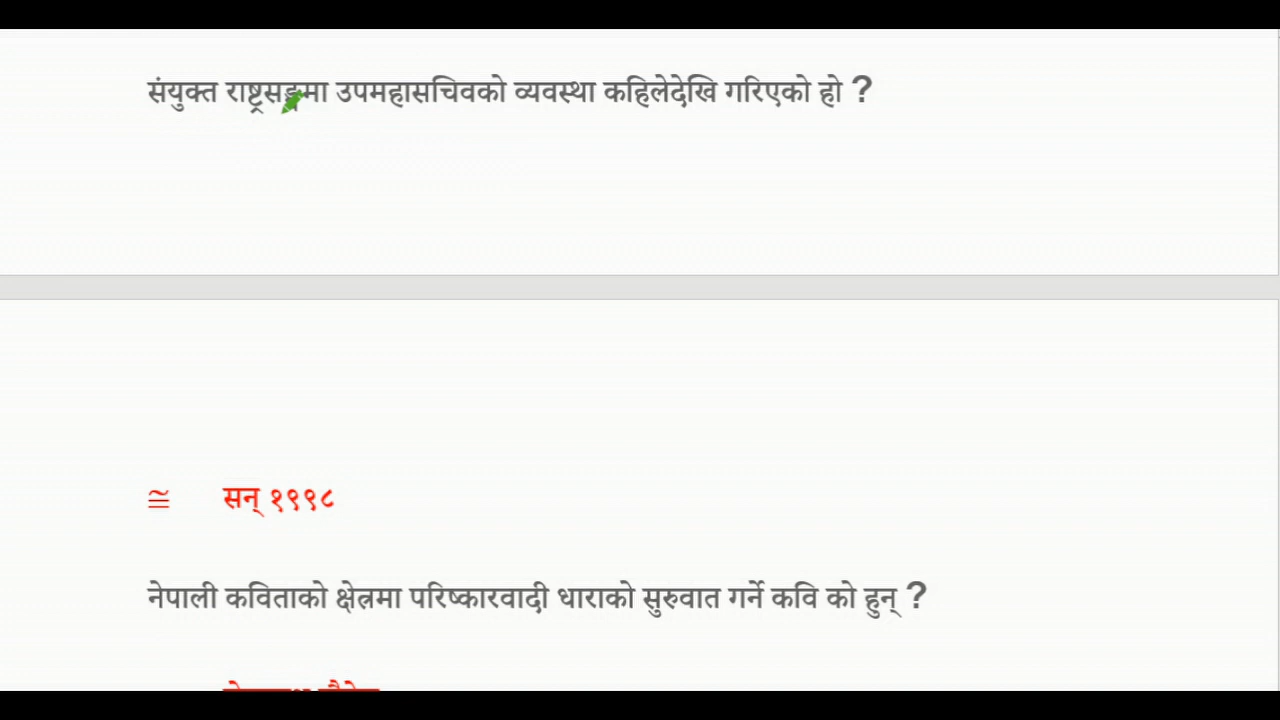 संयुक्त राष्ट्रसङ्घमा उपमहासचिवको व्यवस्था कहिलेदेखि गरिएको हो ?
≅ सन् १९९८
नेपाली कविताको क्षेत्रमा परिष्कारवादी धाराको सुरुवात गर्ने कवि को हुन् ?